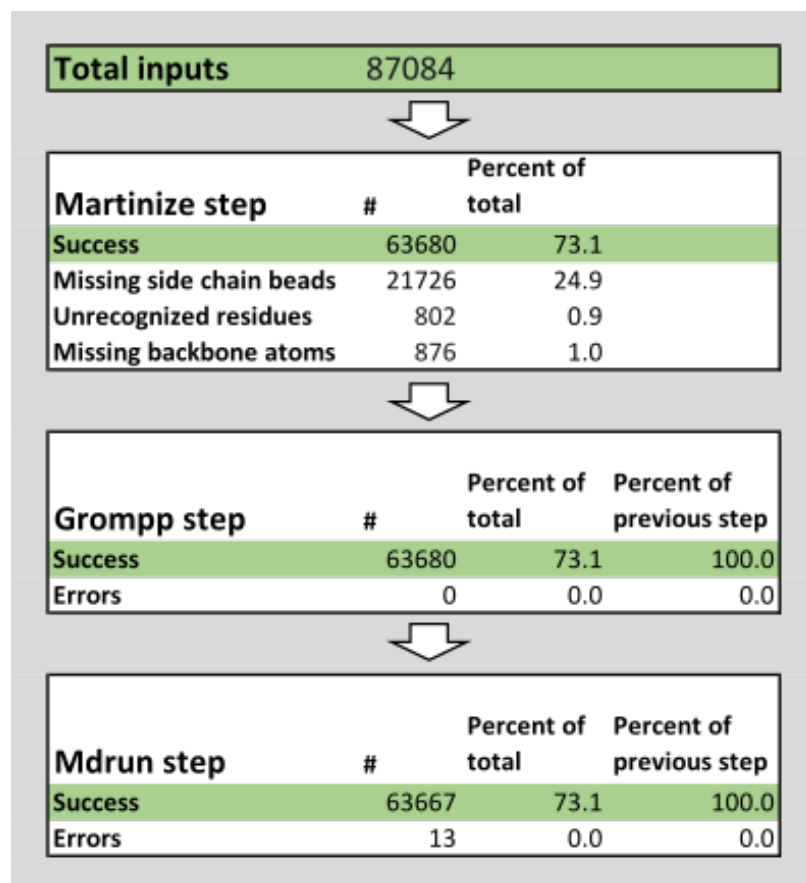 Total inputs 87084
Percent of
Martinize step # total
Success 63680 73.1
Missing side chain beads 21726 24.9
Unrecognized residues 802 0.9
Missing backbone atoms 876 1.0
Percent of Percent of
Grompp step # total previous step
Success 63680 73.1 100.0
Errors 0 0.0 0.0
Percent of Percent of
Mdrun step # total previous step
Success 63667 73.1 100.0
Errors 13 0.0 0.0